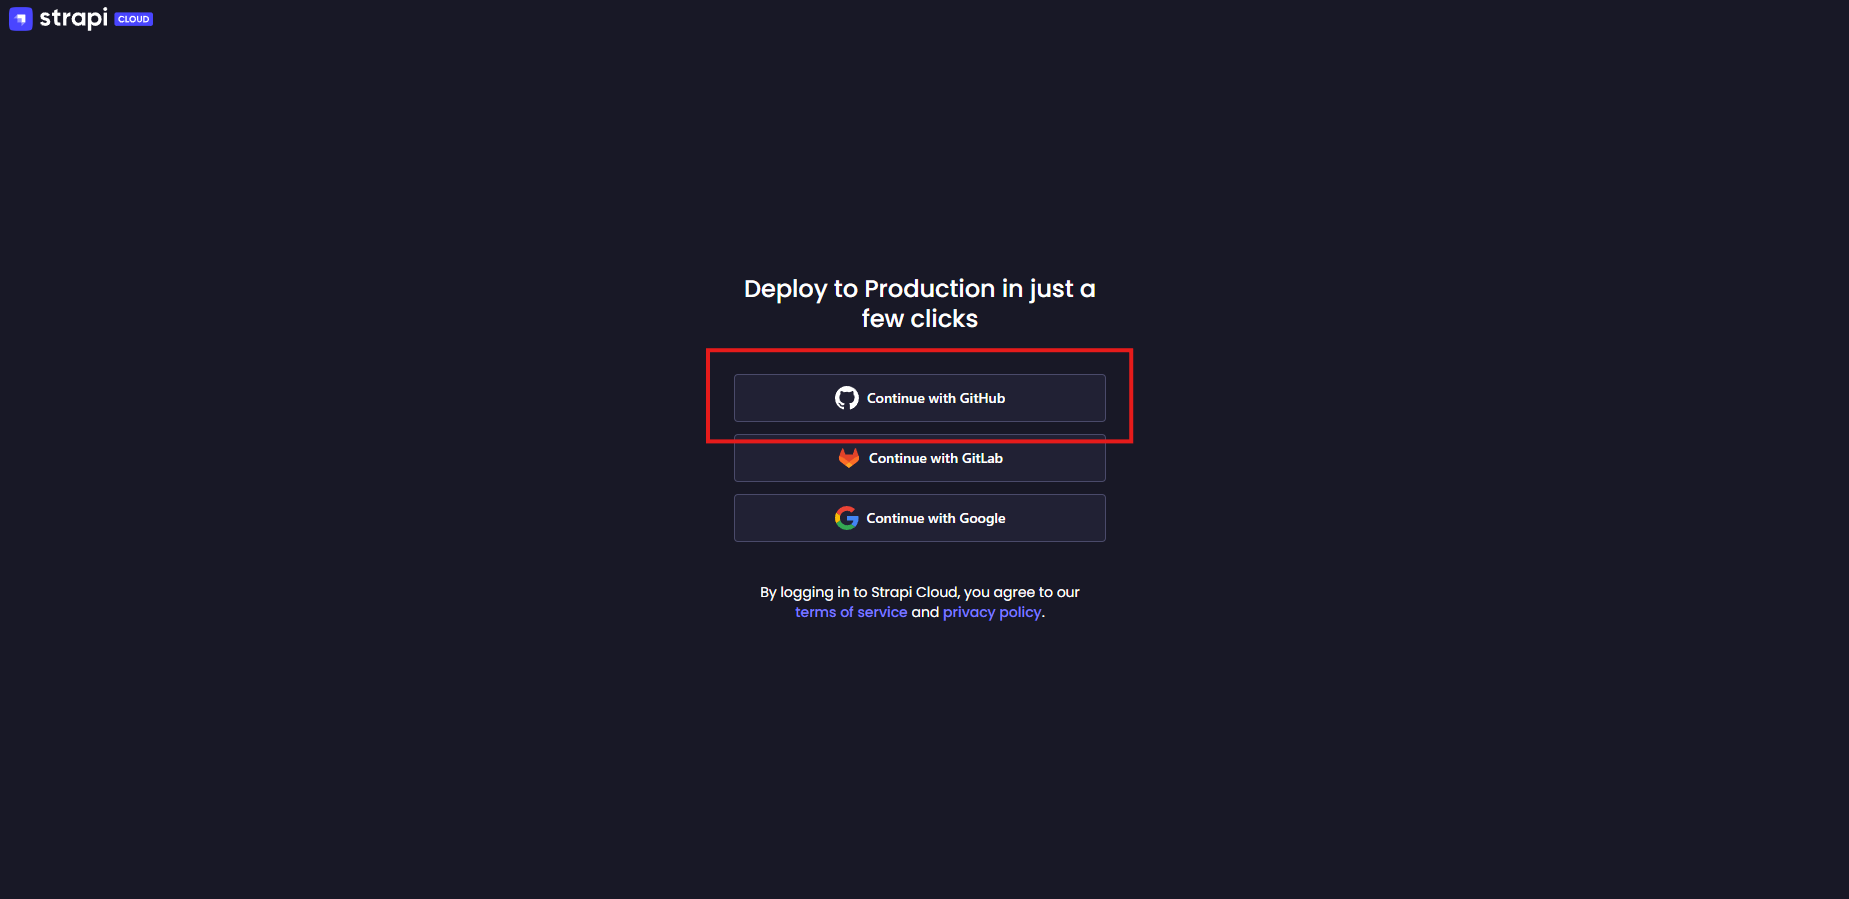 strapi CLOUD
Deploy to Production in just a
few clicks
Continue with GitHub
Continue with GitLab
Continue with Google
By logging in to Strapi Cloud, you agree to our
terms of service and privacy policy.